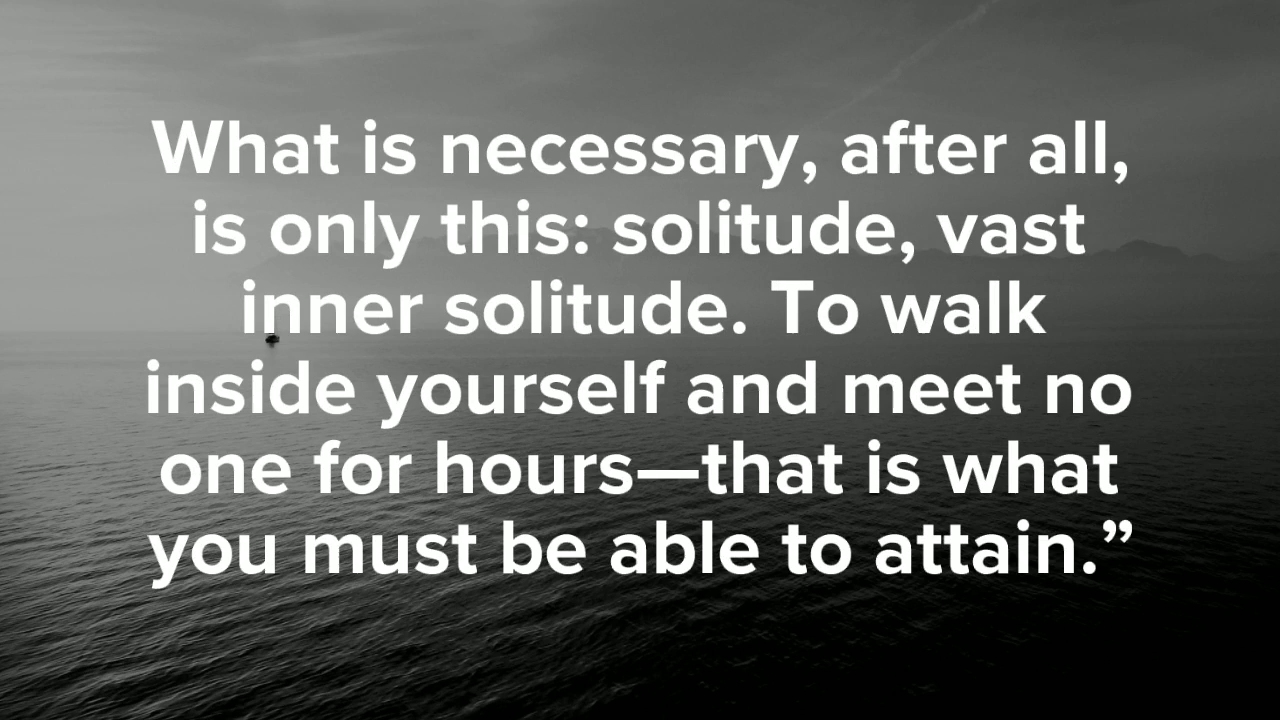 What is necessary, after all,
is only this: solitude, vast
inner solitude. To walk
inside yourself and meet no
one for hours—that is what
you must be able to attain.”